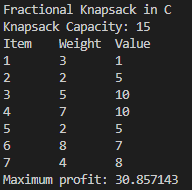 Fractional Knapsack in C
Knapsack Capacity: 15
Item Weight Value
1 3 1
2 2 5
3 5 10
4 7 10
5 2 5
6 8 7
7 4 8
Maximum profit: 30.857143